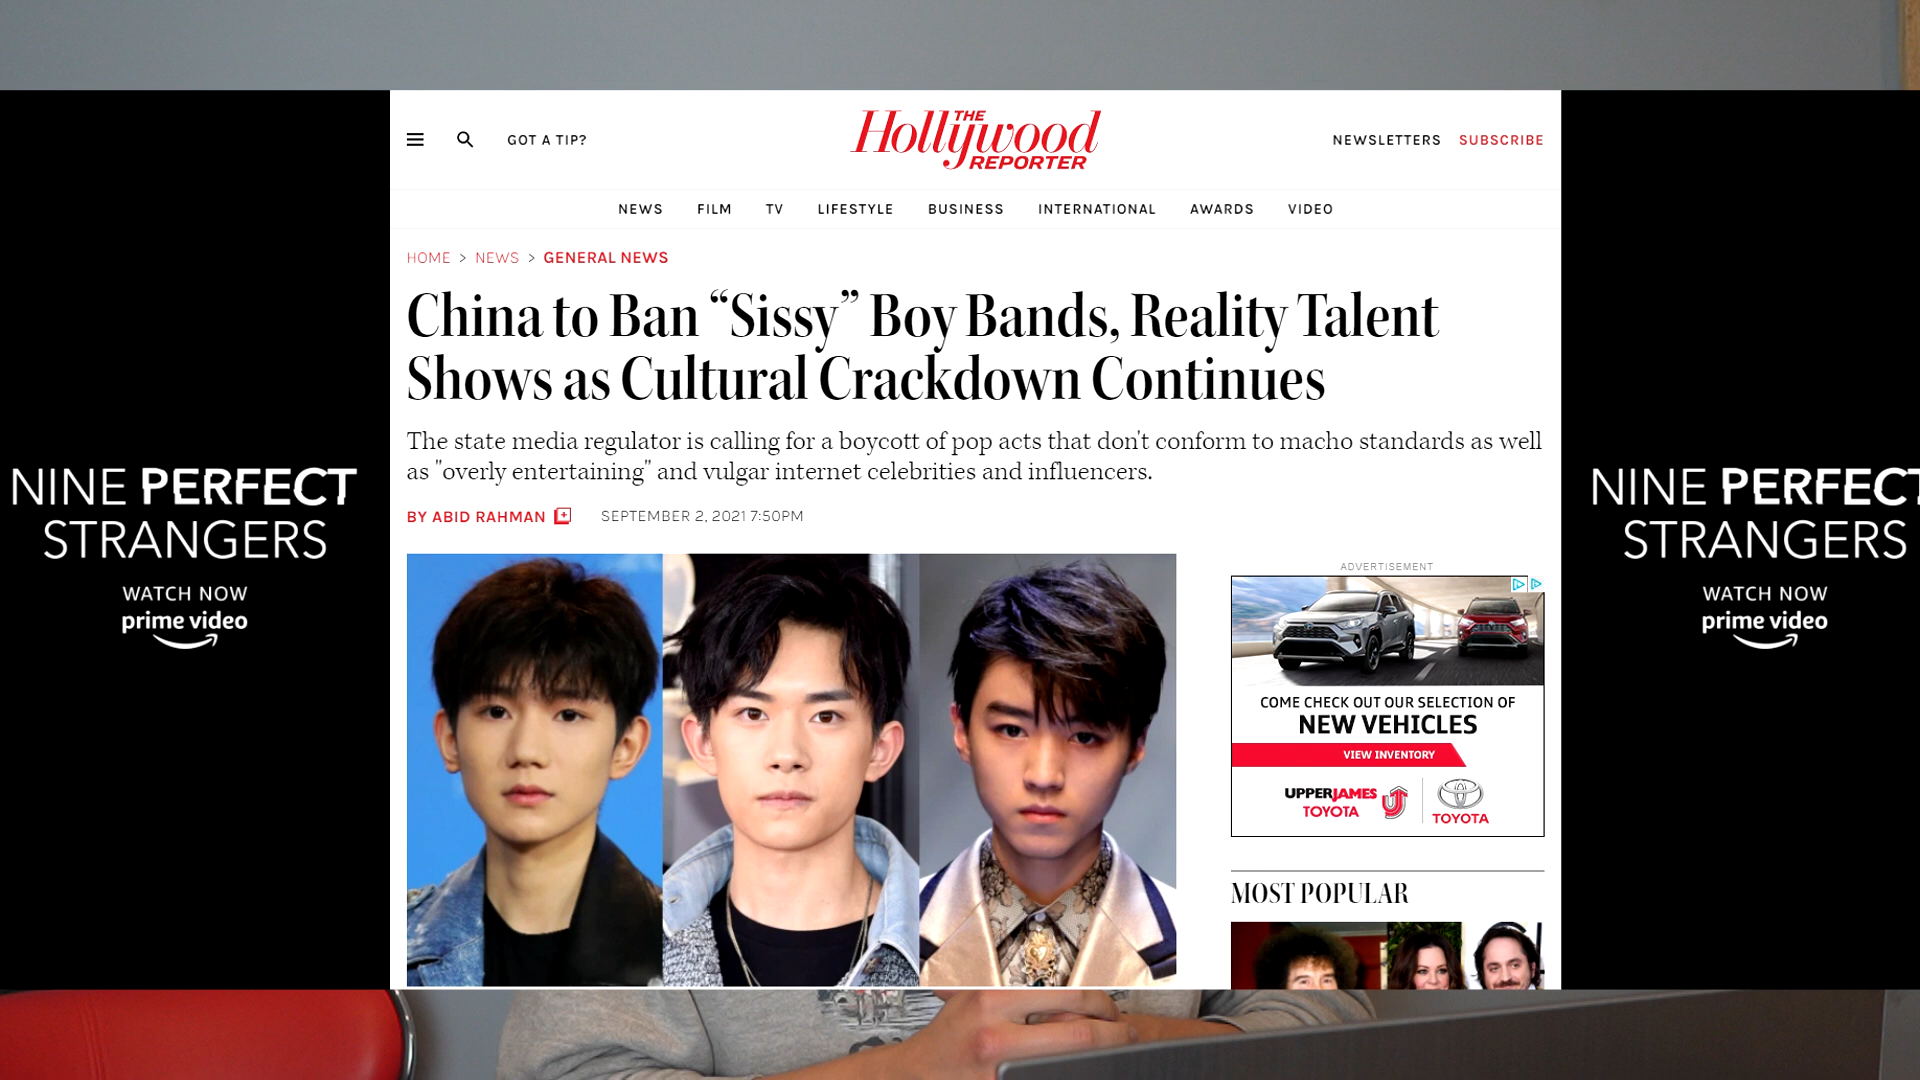 GOT A TIP?
THE
Hollywood
REPORTER
NEWSLETTERS SUBSCRIBE
NEWS FILM TV LIFESTYLE BUSINESS INTERNATIONAL AWARDS VIDEO
HOME > NEWS > GENERAL NEWS
China to Ban “Sissy” Boy Bands, Reality Talent
Shows as Cultural Crackdown Continues
The state media regulator is calling for a boycott of pop acts that don't conform to macho standards as well
as "overly entertaining" and vulgar internet celebrities and influencers.
BY ABID RAHMAN SEPTEMBER 2, 2021 7:50PM
NINE PERFECT
STRANGERS
WATCH NOW
prime video
ADVERTISEMENT
COME CHECK OUT OUR SELECTION OF
NEW VEHICLES
VIEW INVENTORY
UPPERJAMES
TOYOTA
TOYOTA
MOST POPULAR
NINE PERFECT
STRANGERS
WATCH NOW
prime video